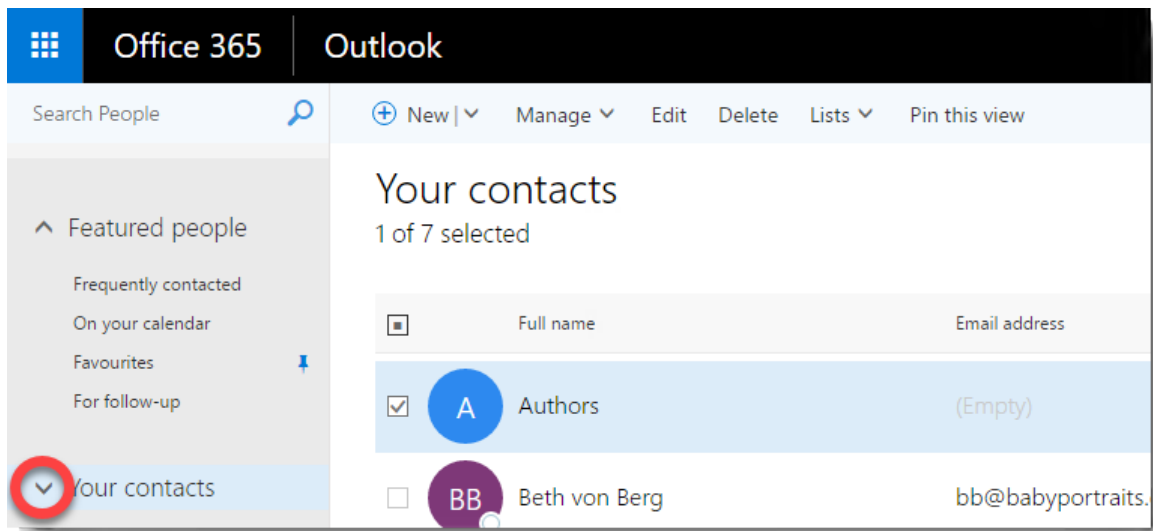 Office 365 Outlook
Search People
New Manage Edit Delete Lists Pin this view
Featured people
Frequently contacted
On your calendar
Favourites
For follow-up
Your contacts
Your contacts
1 of 7 selected
Full name Email address
A Authors (Empty)
BB Beth von Berg bb@babyportraits.